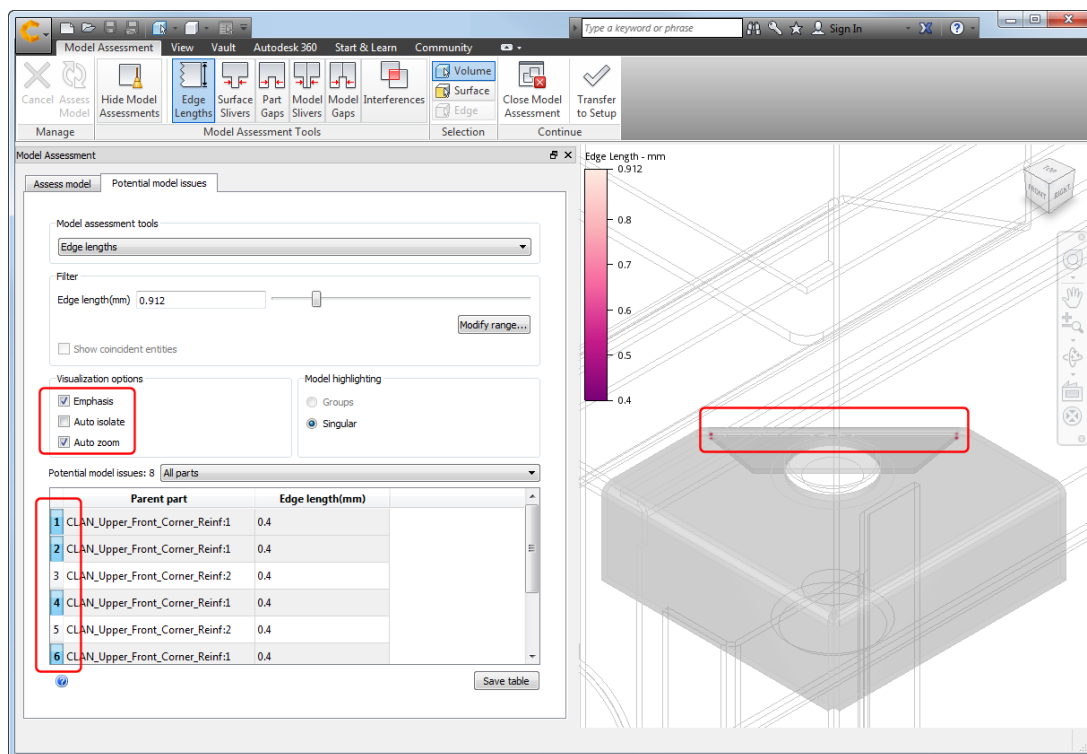 Type a keyword or phrase
Sign In
Model Assessment View Vault Autodesk 360 Start & Learn Community
Cancel Assess Model
Hide Model Assessments
Edge Lengths
Surface Slivers
Part Gaps
Model Slivers
Model Gaps
Interferences
Volume
Surface
Edge
Close Model Assessment
Transfer to Setup
Manage Model Assessment Tools Selection Continue
Model Assessment
Assess model Potential model issues
Model assessment tools
Edge lengths
Filter
Edge length(mm) 0.912
Modify range...
Show coincident entities
Visualization options
Emphasis
Auto isolate
Auto zoom
Model highlighting
Groups
Singular
Potential model issues: 8 All parts
Parent part Edge length(mm)
1 CLAN_Upper_Front_Corner_Reinf:1 0.4
2 CLAN_Upper_Front_Corner_Reinf:1 0.4
3 CLAN_Upper_Front_Corner_Reinf:2 0.4
4 CLAN_Upper_Front_Corner_Reinf:1 0.4
5 CLAN_Upper_Front_Corner_Reinf:2 0.4
6 CLAN_Upper_Front_Corner_Reinf:1 0.4
Save table
Edge Length - mm
0.912
0.8
0.7
0.6
0.5
0.4
TOP
FRONT
RIGHT